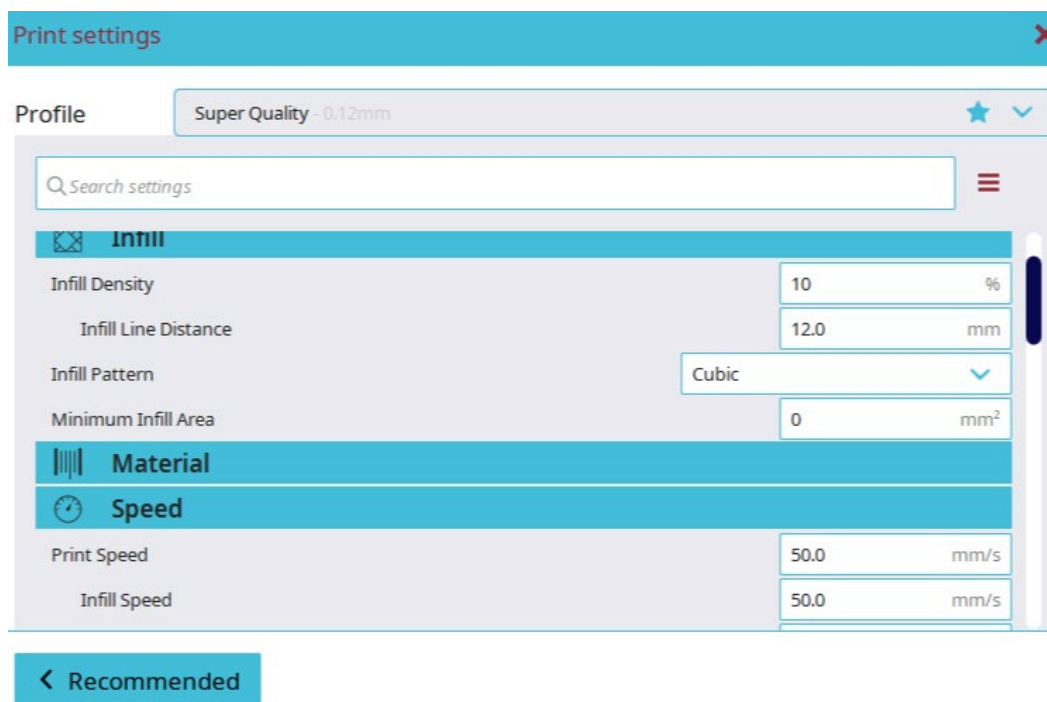 Print settings
Profile
Super Quality - 0.12mm
Search settings
Infill
Infill Density 10 %
Infill Line Distance 12.0 mm
Infill Pattern Cubic
Minimum Infill Area 0 mm²
Material
Speed
Print Speed 50.0 mm/s
Infill Speed 50.0 mm/s
Recommended